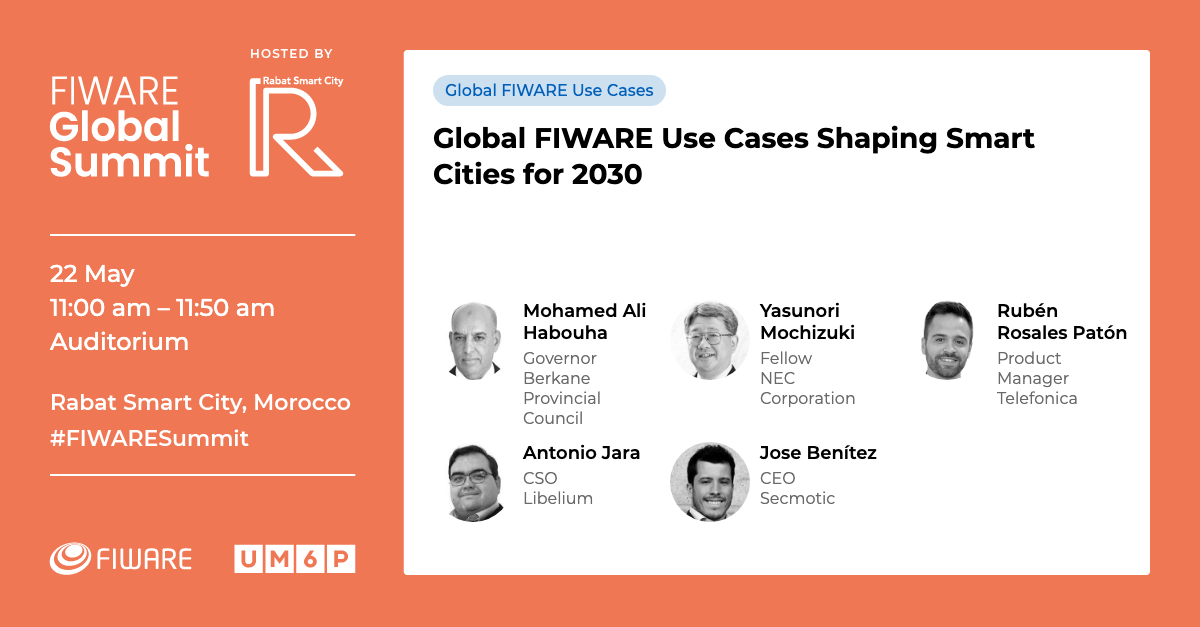 HOSTED BY
FIWARE
Global
Summit
Rabat Smart City
R
22 May
11:00 am – 11:50 am
Auditorium
Rabat Smart City, Morocco
#FIWARESummit
FIWARE
UM6P
Global FIWARE Use Cases
Global FIWARE Use Cases Shaping Smart
Cities for 2030
Mohamed Ali
Habouha
Governor
Berkane
Provincial
Council
Yasunori
Mochizuki
Fellow
NEC
Corporation
Rubén
Rosales Patón
Product
Manager
Telefonica
Antonio Jara
CSO
Libelium
Jose Benítez
CEO
Secmotic